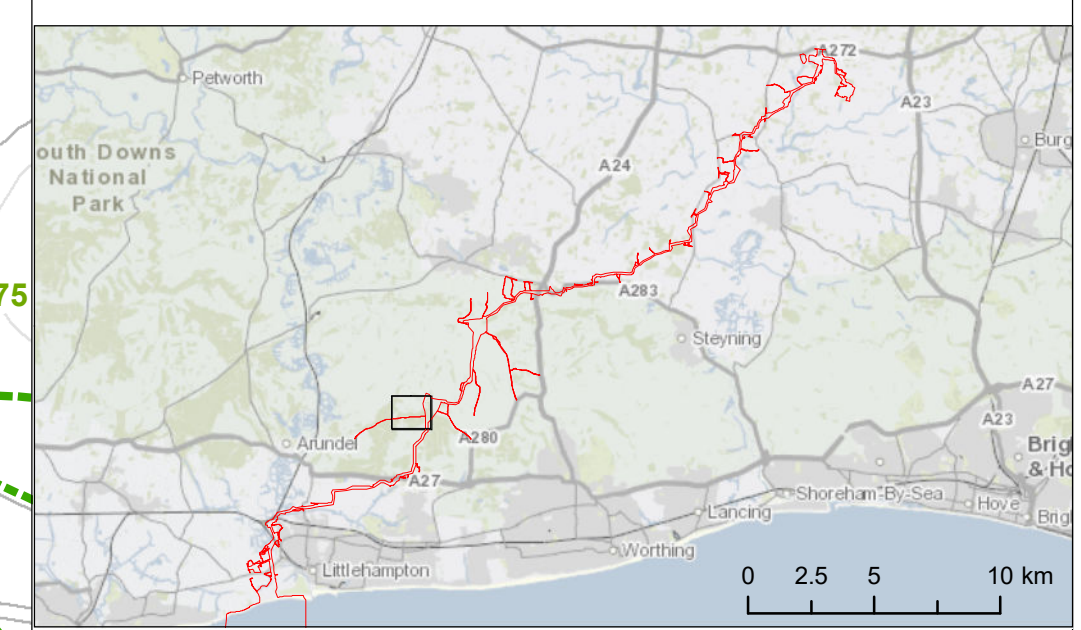 A272
Petworth
A23
Burg
outh Downs
National
Park
A24
75
A283
Steyning
A27
A23
Arundel
A280
Brig
& Ho
A27
Shoreham-By-Sea
Hove
Brig
Lancing
Worthing
Littlehampton
0 2.5 5 10 km